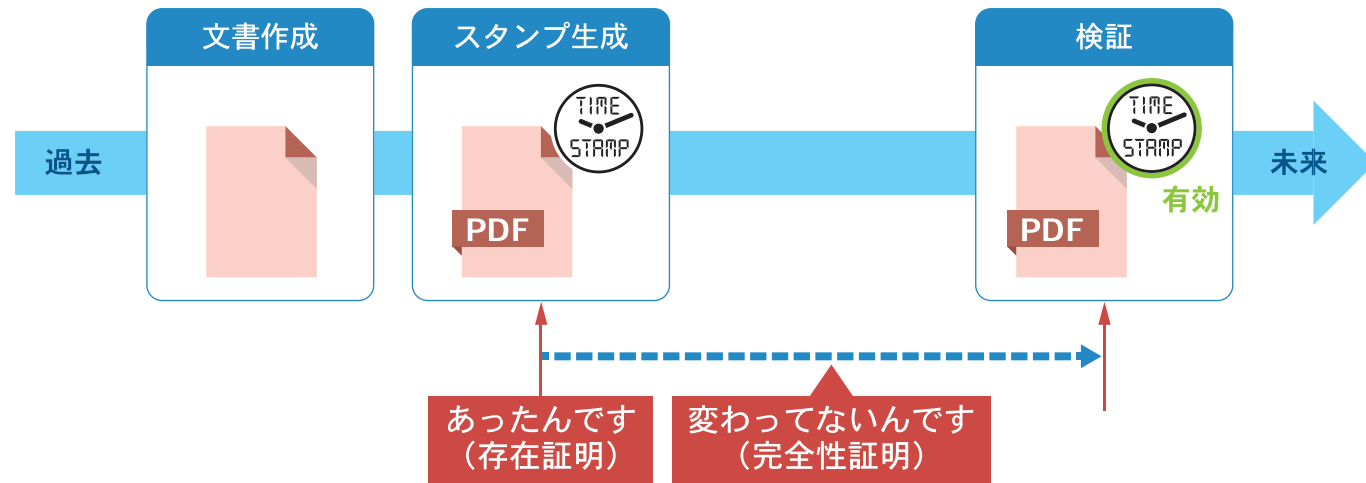 文書作成
スタンプ生成
検証
TIME
STAMP
TIME
STAMP
過去
未来
有効
PDF
PDF
あったんです
（存在証明）
変わってないんです
（完全性証明）